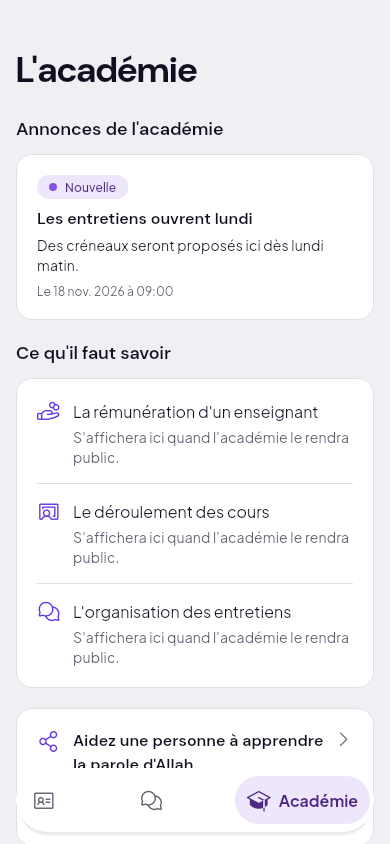 L'académie
Annonces de l'académie
Nouvelle
Les entretiens ouvrent lundi
Des créneaux seront proposés ici dès lundi
matin.
Le 18 nov. 2026 à 09:00
Ce qu'il faut savoir
La rémunération d'un enseignant
S'affichera ici quand l'académie le rendra
public.
Le déroulement des cours
S'affichera ici quand l'académie le rendra
public.
L'organisation des entretiens
S'affichera ici quand l'académie le rendra
public.
Aidez une personne à apprendre
la parole d'Allah
Académie